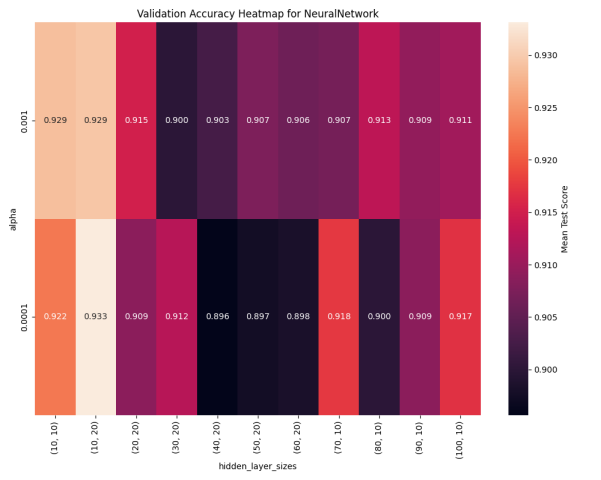 Validation Accuracy Heatmap for NeuralNetwork
0.001
0.929 0.929 0.915 0.900 0.903 0.907 0.906 0.907 0.913 0.909 0.911
alpha
0.0001
0.922 0.933 0.909 0.912 0.896 0.897 0.898 0.918 0.900 0.909 0.917
(10, 10) (10, 20) (20, 20) (30, 20) (40, 20) (50, 20) (60, 20) (70, 10) (80, 10) (90, 10) (100, 10)
hidden_layer_sizes
0.930
0.925
0.920
0.915
0.910
0.905
0.900
Mean Test Score